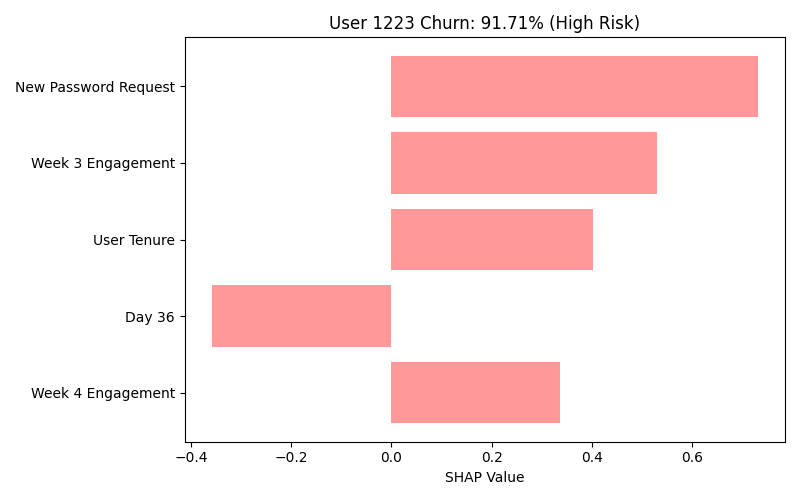 User 1223 Churn: 91.71% (High Risk)
New Password Request
Week 3 Engagement
User Tenure
Day 36
Week 4 Engagement
−0.4 −0.2 0.0 0.2 0.4 0.6
SHAP Value